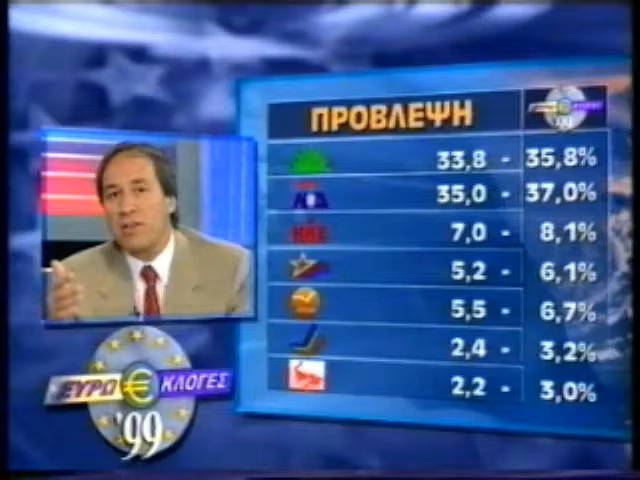 ΠΡΟΒΛΕΨΗ
33,8 - 35,8%
ΝΔ 35,0 - 37,0%
ΚΚΕ 7,0 - 8,1%
5,2 - 6,1%
5,5 - 6,7%
2,4 - 3,2%
2,2 - 3,0%
ΕΥΡΩ € ΚΛΟΓΕΣ
'99